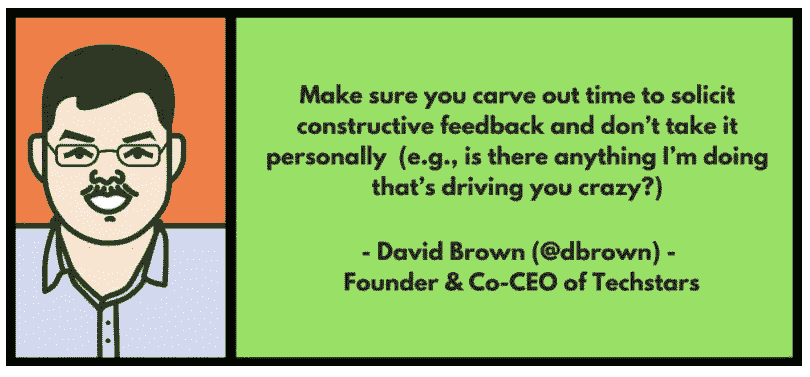 Make sure you carve out time to solicit
constructive feedback and don't take it
personally (e.g., is there anything I'm doing
that's driving you crazy?)
- David Brown (@dbrown) -
Founder & Co-CEO of Techstars